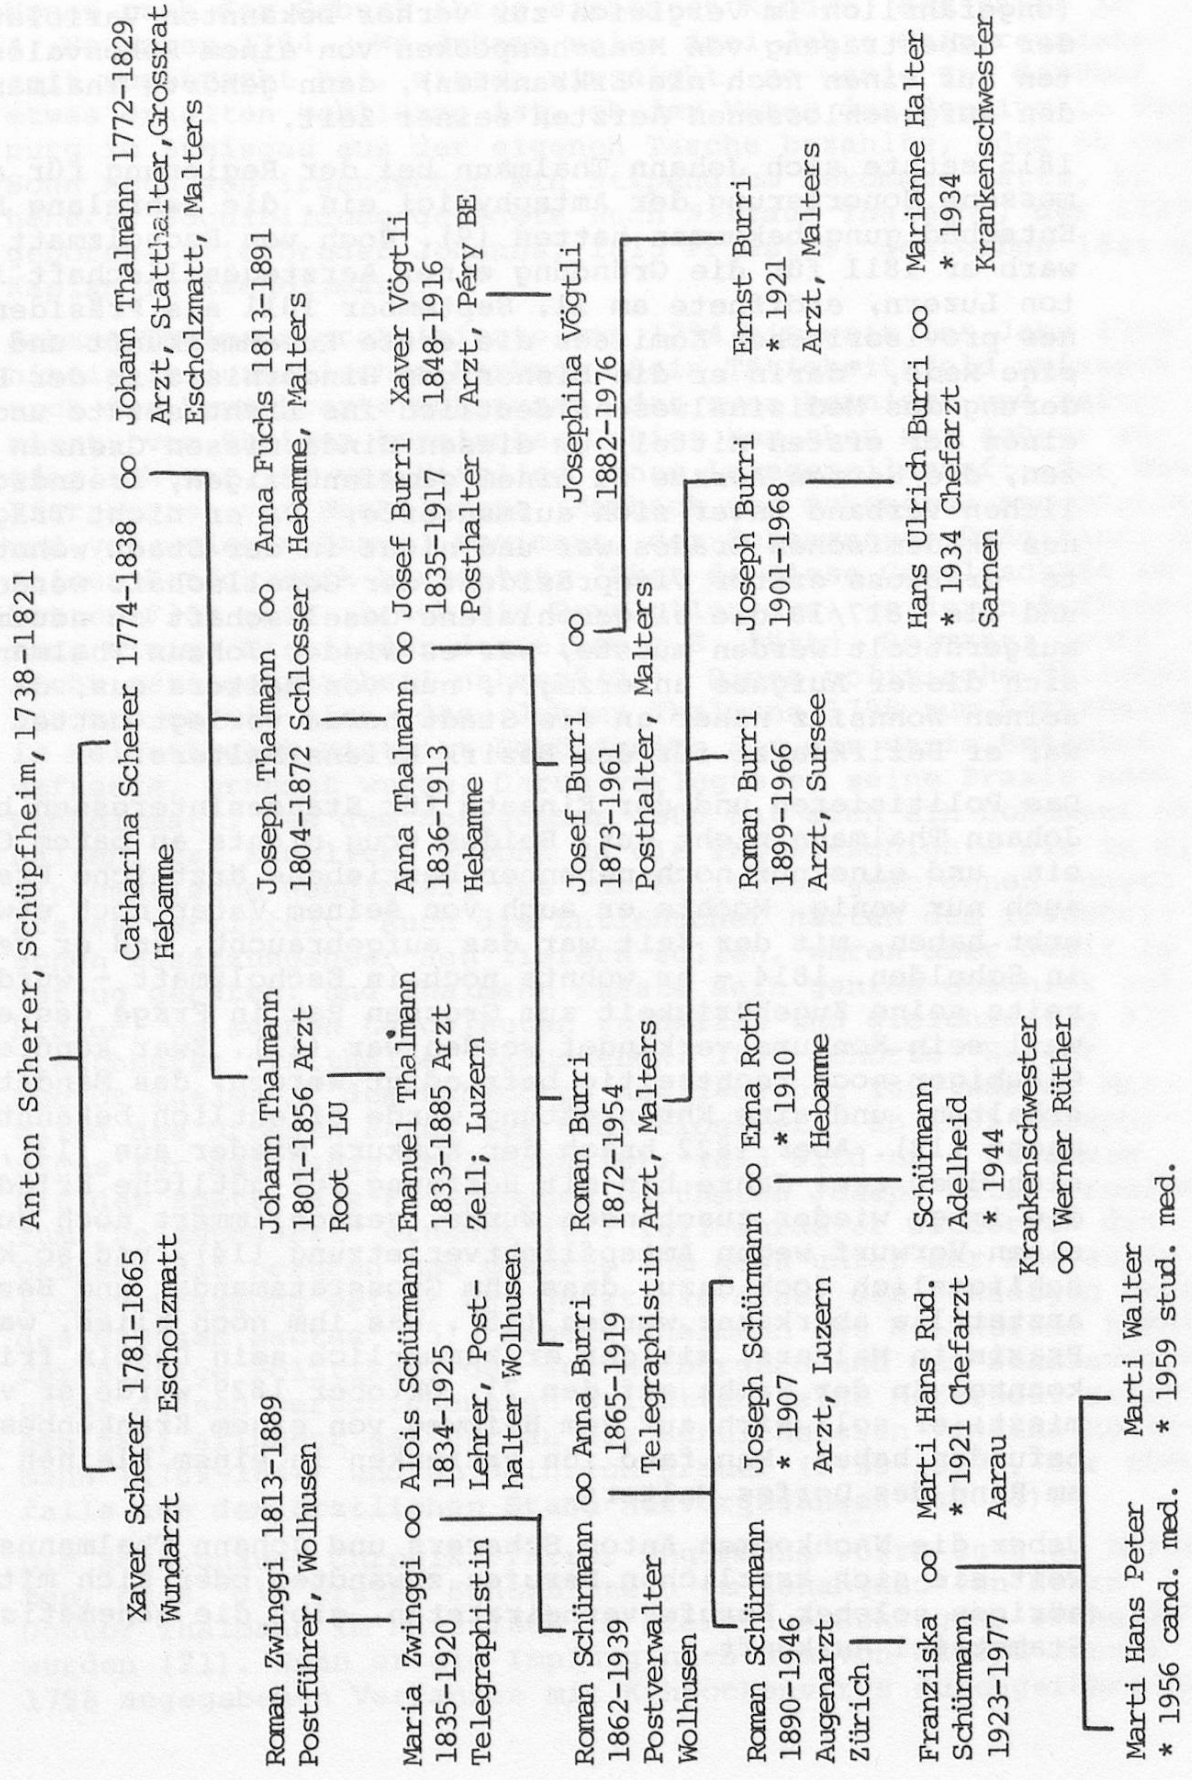 Anton Scherer, Schüpfheim, 1738-1821
Xaver Scherer 1781-1865
Wundarzt Escholzmatt
Catharina Scherer 1774-1838 oo Johann Thalmann 1772-1829
Hebamme
Arzt, Statthalter, Grossrat
Escholzmatt, Malters
Roman Zwinggi 1813-1889
Postführer, Wolhusen
Johann Thalmann
1801-1856 Arzt
Root LU
Joseph Thalmann oo Anna Fuchs 1813-1891
1804-1872 Schlosser Hebamme, Malters
Maria Zwinggi oo Alois Schürmann
1835-1920 1834-1925
Telegraphistin Lehrer, Post-
halter Wolhusen
Emanuel Thalmann
1833-1885 Arzt
Zell, Luzern
Anna Thalmann oo Josef Burri
1836-1913 1835-1917
Hebamme Posthalter
Xaver Vögtli
1848-1916
Arzt, Péry BE
Roman Schürmann oo Anna Burri
1862-1939 1865-1919
Postverwalter Telegraphistin
Wolhusen
Roman Burri
1872-1954
Arzt, Malters
Josef Burri oo Josephina Vögtli
1873-1961 1882-1976
Posthalter, Malters
Roman Schürmann
1890-1946
Augenarzt
Zürich
Joseph Schürmann oo Erna Roth
* 1907 * 1910
Arzt, Luzern Hebamme
Roman Burri
1899-1966
Arzt, Sursee
Joseph Burri
1901-1968
Ernst Burri
* 1921
Arzt, Malters
Franziska oo Marti Hans Rud.
Schürmann * 1921 Chefarzt
1923-1977 Aarau
Schürmann
Adelheid
* 1944
Krankenschwester
oo Werner Rüther
Hans Ulrich Burri oo Marianne Halter
* 1934 Chefarzt * 1934
Sarnen Krankenschwester
Marti Hans Peter Marti Walter
* 1956 cand. med. * 1959 stud. med.